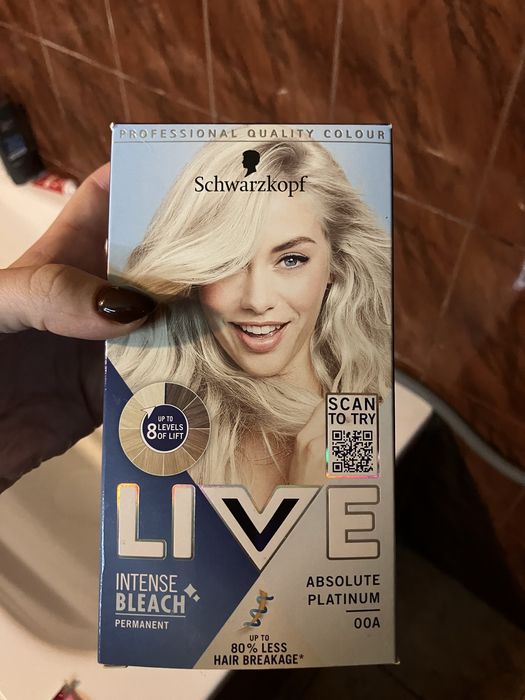 PROFESSIONAL QUALITY COLOUR
Schwarzkopf
UP TO
8 LEVELS
OF LIFT
SCAN
TO TRY
LIVE
INTENSE
BLEACH
PERMANENT
ABSOLUTE
PLATINUM
00A
UP TO
80% LESS
HAIR BREAKAGE*